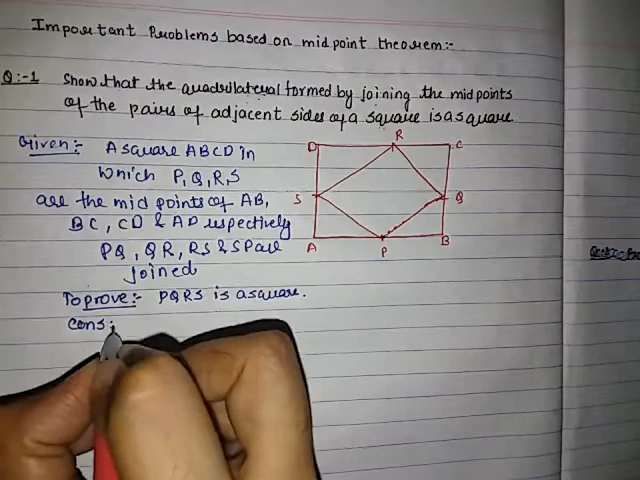 Important Problems based on midpoint theorem:-
Q:-1 Show that the quadrilateral formed by joining the midpoints
of the pairs of adjacent sides of a square is a square
Given:- A square ABCD in
which P, Q, R, S
are the mid points of AB,
BC, CD & AD respectively
PQ, QR, RS & SP are
joined
To prove:- PQRS is a square.
Cons:
D R C
S Q
A P B